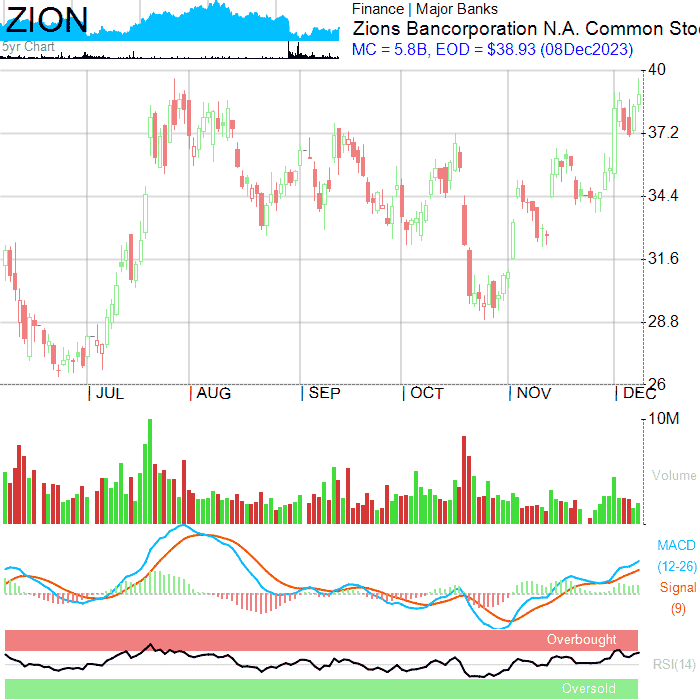 ZION
5yr Chart
Finance | Major Banks
Zions Bancorporation N.A. Common Sto
MC = 5.8B, EOD = $38.93 (08Dec2023)
40
37.2
34.4
31.6
28.8
26
JUL AUG SEP OCT NOV DEC
10M
Volume
MACD
(12-26)
Signal
(9)
Overbought
RSI(14)
Oversold